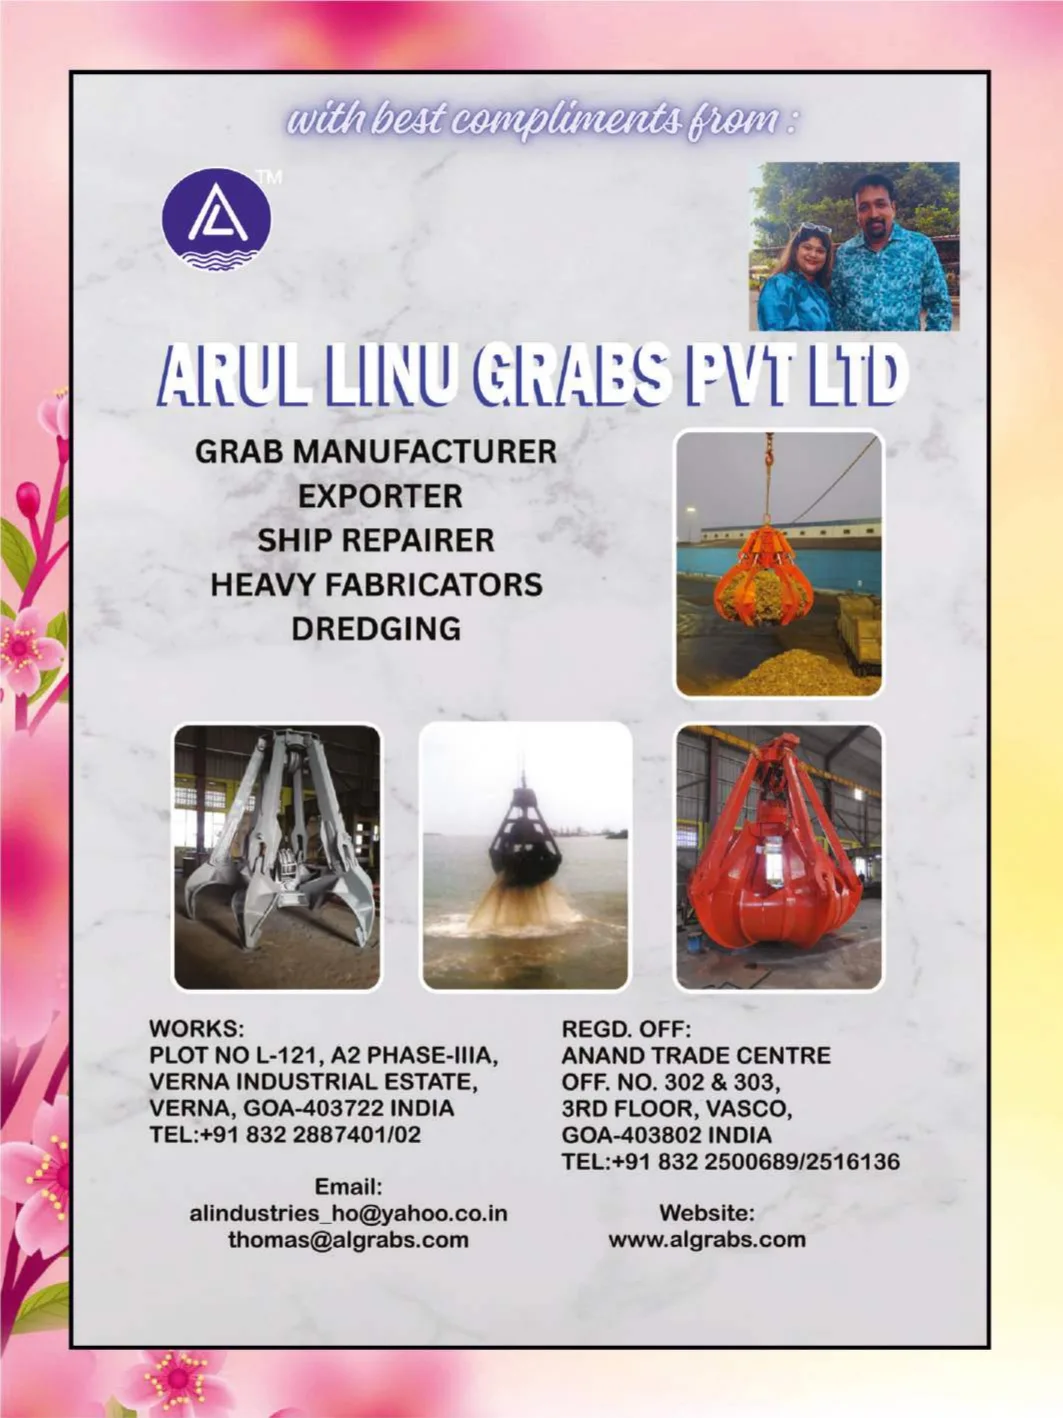 with best compliments from :
TM
ARUL LINU GRABS PVT LTD
GRAB MANUFACTURER
EXPORTER
SHIP REPAIRER
HEAVY FABRICATORS
DREDGING
WORKS:
PLOT NO L-121, A2 PHASE-IIIA,
VERNA INDUSTRIAL ESTATE,
VERNA, GOA-403722 INDIA
TEL:+91 832 2887401/02
REGD. OFF:
ANAND TRADE CENTRE
OFF. NO. 302 & 303,
3RD FLOOR, VASCO,
GOA-403802 INDIA
TEL:+91 832 2500689/2516136
Email:
alindustries_ho@yahoo.co.in
thomas@algrabs.com
Website:
www.algrabs.com